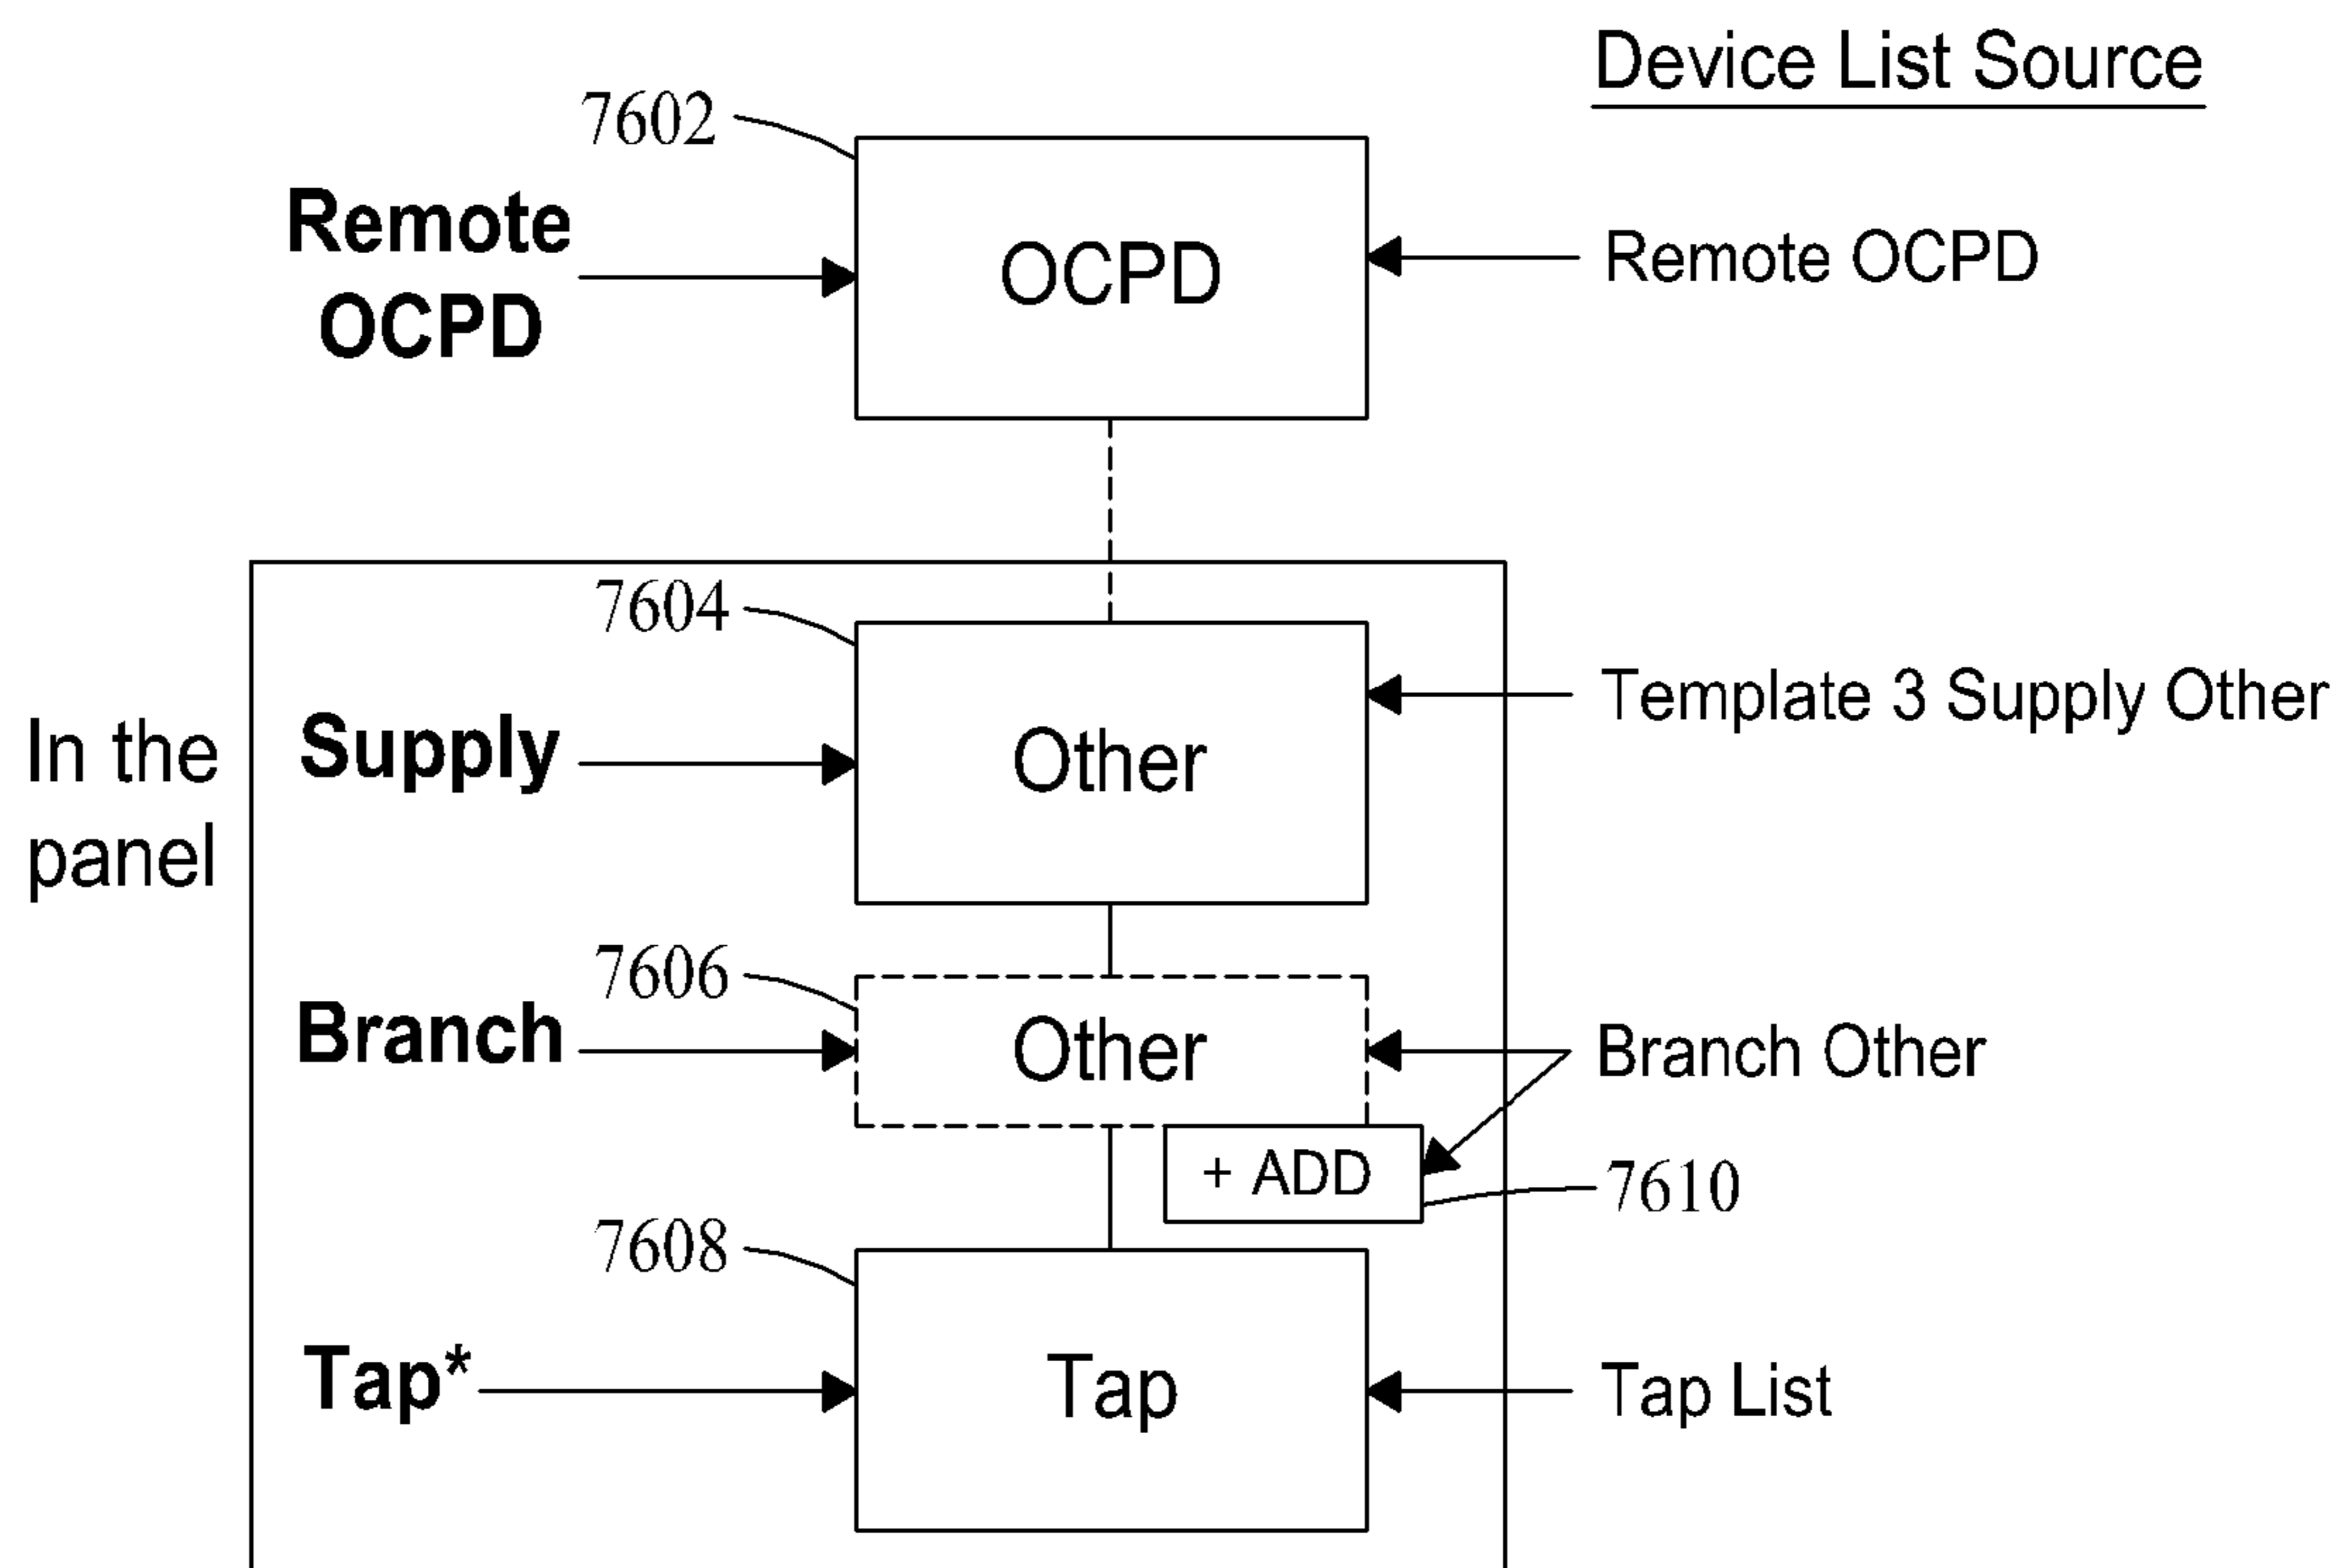 Device List Source
7602
Remote
OCPD
OCPD
Remote OCPD
7604
In the
panel
Supply
Other
Template 3 Supply Other
7606
Branch
Other
Branch Other
+ ADD
7610
7608
Tap*
Tap
Tap List